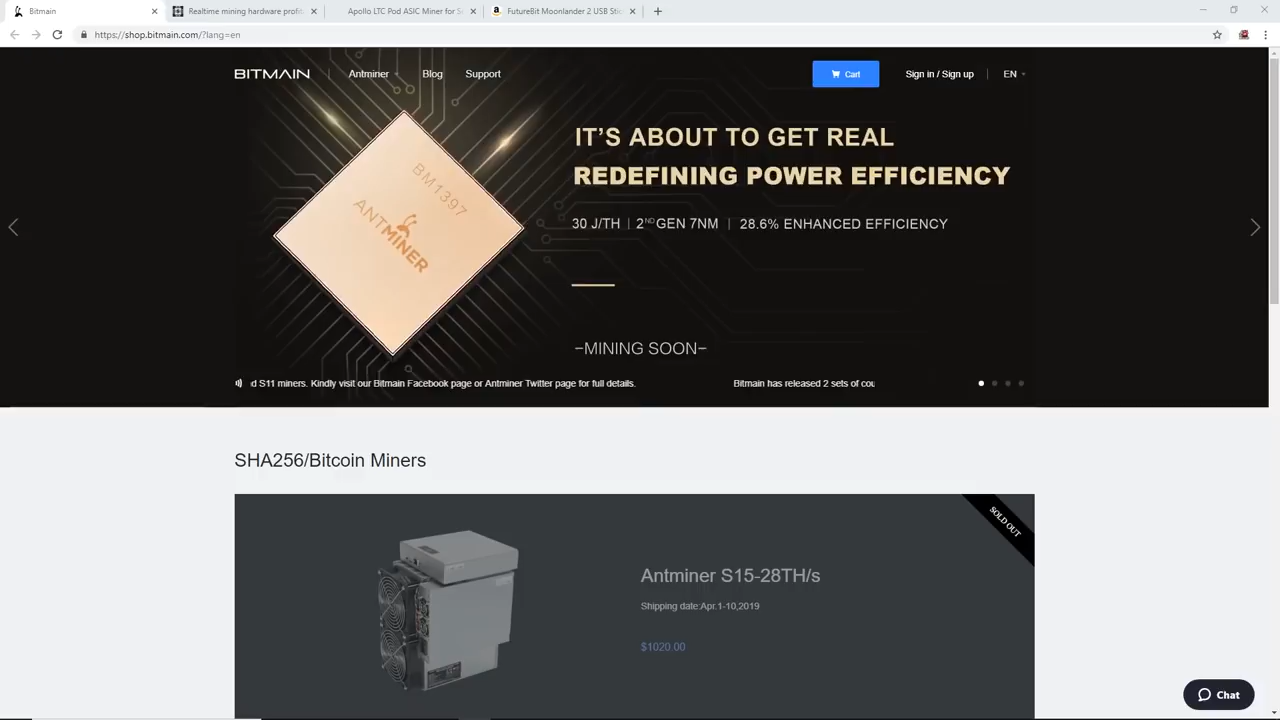 Bitmain
Realtime mining hardware profit
Apollo LTC Pod ASIC Miner for S
FutureBit Moonlander 2 USB Stic
https://shop.bitmain.com/?lang=en
BITMAIN
Antminer
Blog
Support
Cart
Sign in / Sign up
EN
IT'S ABOUT TO GET REAL
REDEFINING POWER EFFICIENCY
30 J/TH | 2ND GEN 7NM | 28.6% ENHANCED EFFICIENCY
BM1397
ANTMINER
–MINING SOON–
d S11 miners. Kindly visit our Bitmain Facebook page or Antminer Twitter page for full details.
Bitmain has released 2 sets of cou
SHA256/Bitcoin Miners
SOLD OUT
Antminer S15-28TH/s
Shipping date:Apr.1-10,2019
$1020.00
Chat